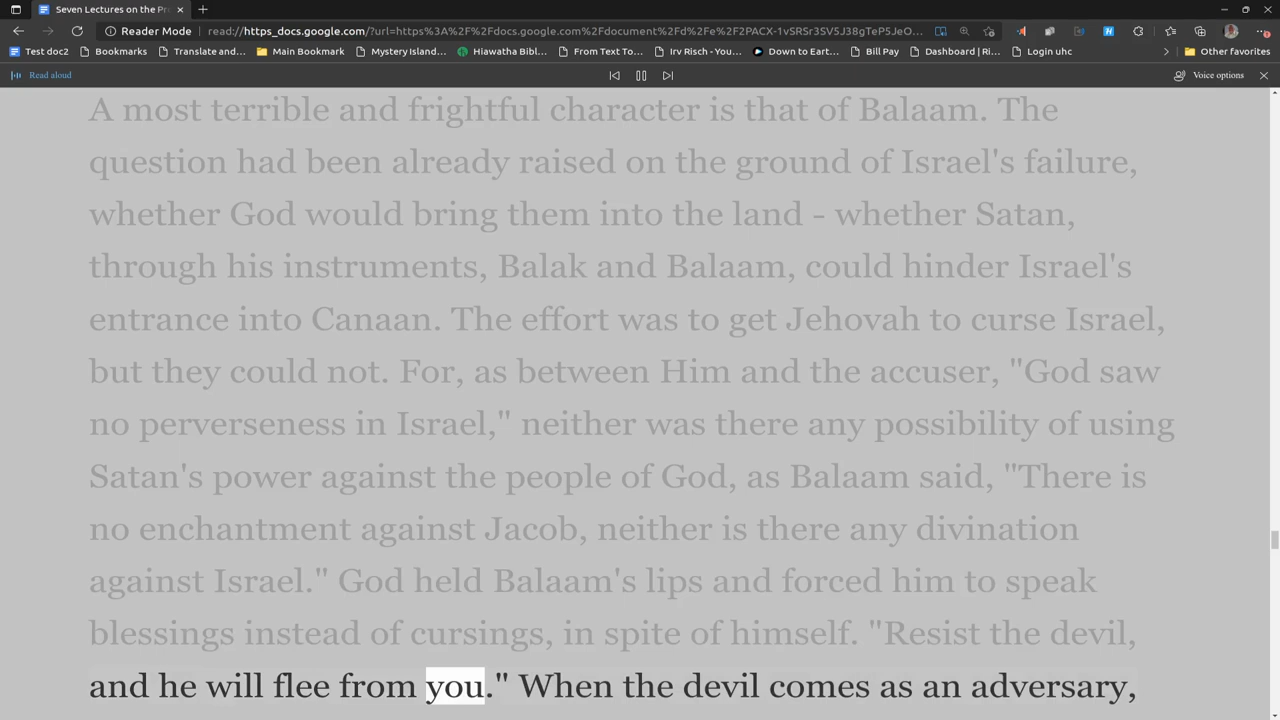 Seven Lectures on the Pro
Reader Mode
read://https_docs.google.com/?url=https%3A%2F%2Fdocs.google.com%2Fdocument%2Fd%2Fe%2F2PACX-1vSRSr3SV5J38gTeP5JeO...
Test doc2
Bookmarks
Translate and...
Main Bookmark
Mystery Island...
Hiawatha Bibl...
From Text To...
Irv Risch - You...
Down to Eart...
Bill Pay
Dashboard | Ri...
Login uhc
Other favorites
Read aloud
Voice options
A most terrible and frightful character is that of Balaam. The
question had been already raised on the ground of Israel's failure,
whether God would bring them into the land - whether Satan,
through his instruments, Balak and Balaam, could hinder Israel's
entrance into Canaan. The effort was to get Jehovah to curse Israel,
but they could not. For, as between Him and the accuser, "God saw
no perverseness in Israel," neither was there any possibility of using
Satan's power against the people of God, as Balaam said, "There is
no enchantment against Jacob, neither is there any divination
against Israel." God held Balaam's lips and forced him to speak
blessings instead of cursings, in spite of himself. "Resist the devil,
and he will flee from you." When the devil comes as an adversary,